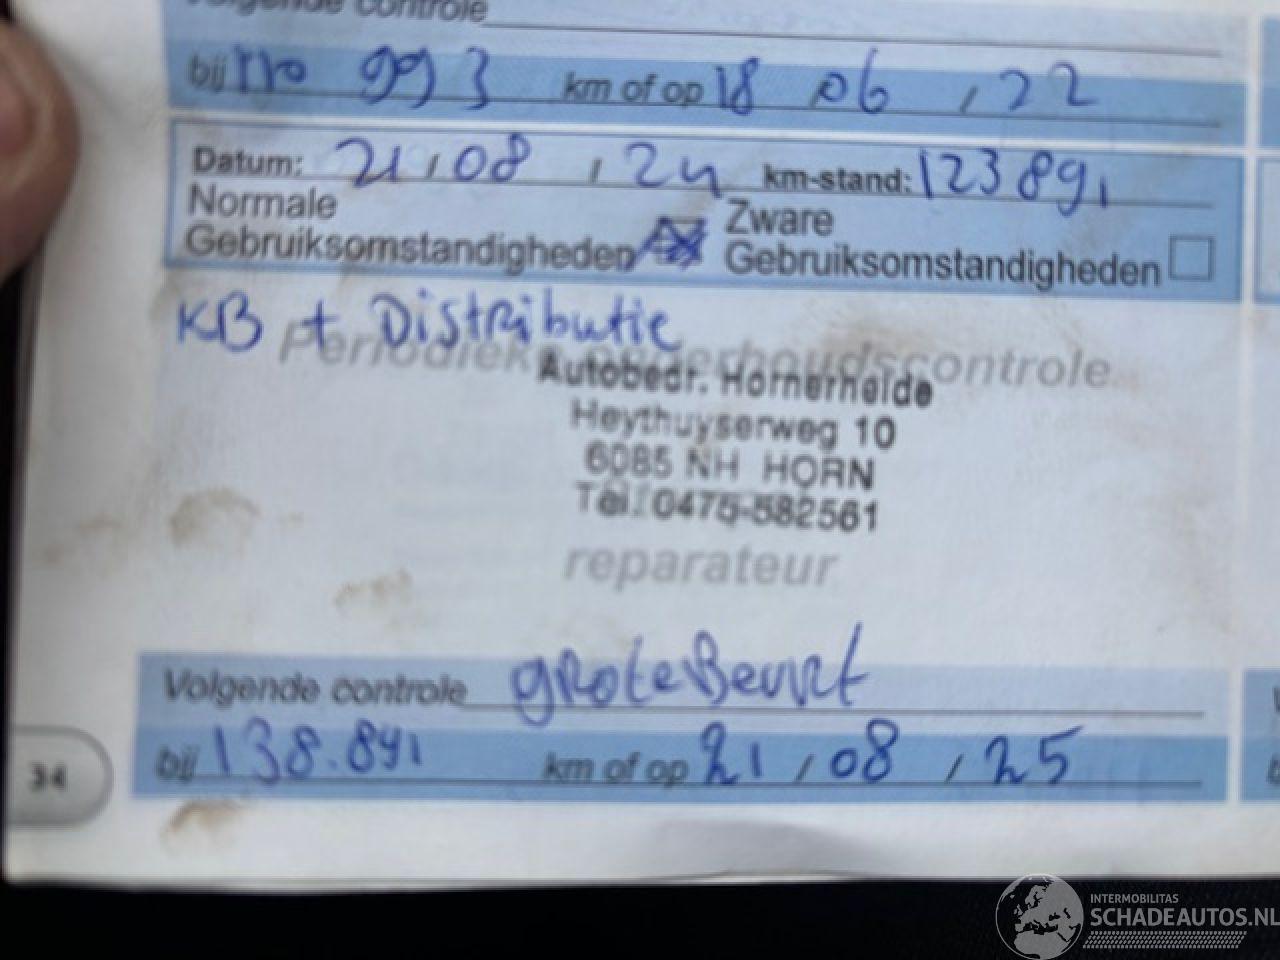 Volgende controle
bij 110 993 km of op 18 / 06 / 22
Datum: 21 / 08 / 24 km-stand: 123891
Normale
Gebruiksomstandigheden
Zware
Gebruiksomstandigheden
KB + Distributie
Periodieke onderhoudscontrole
Autobedr. Hornerheide
Heythuyserweg 10
6085 NH HORN
Tel. 0475-582561
reparateur
Volgende controle grote Beurt
bij 138.891 km of op 21 / 08 / 25
34
INTERMOBILITAS
SCHADEAUTOS.NL